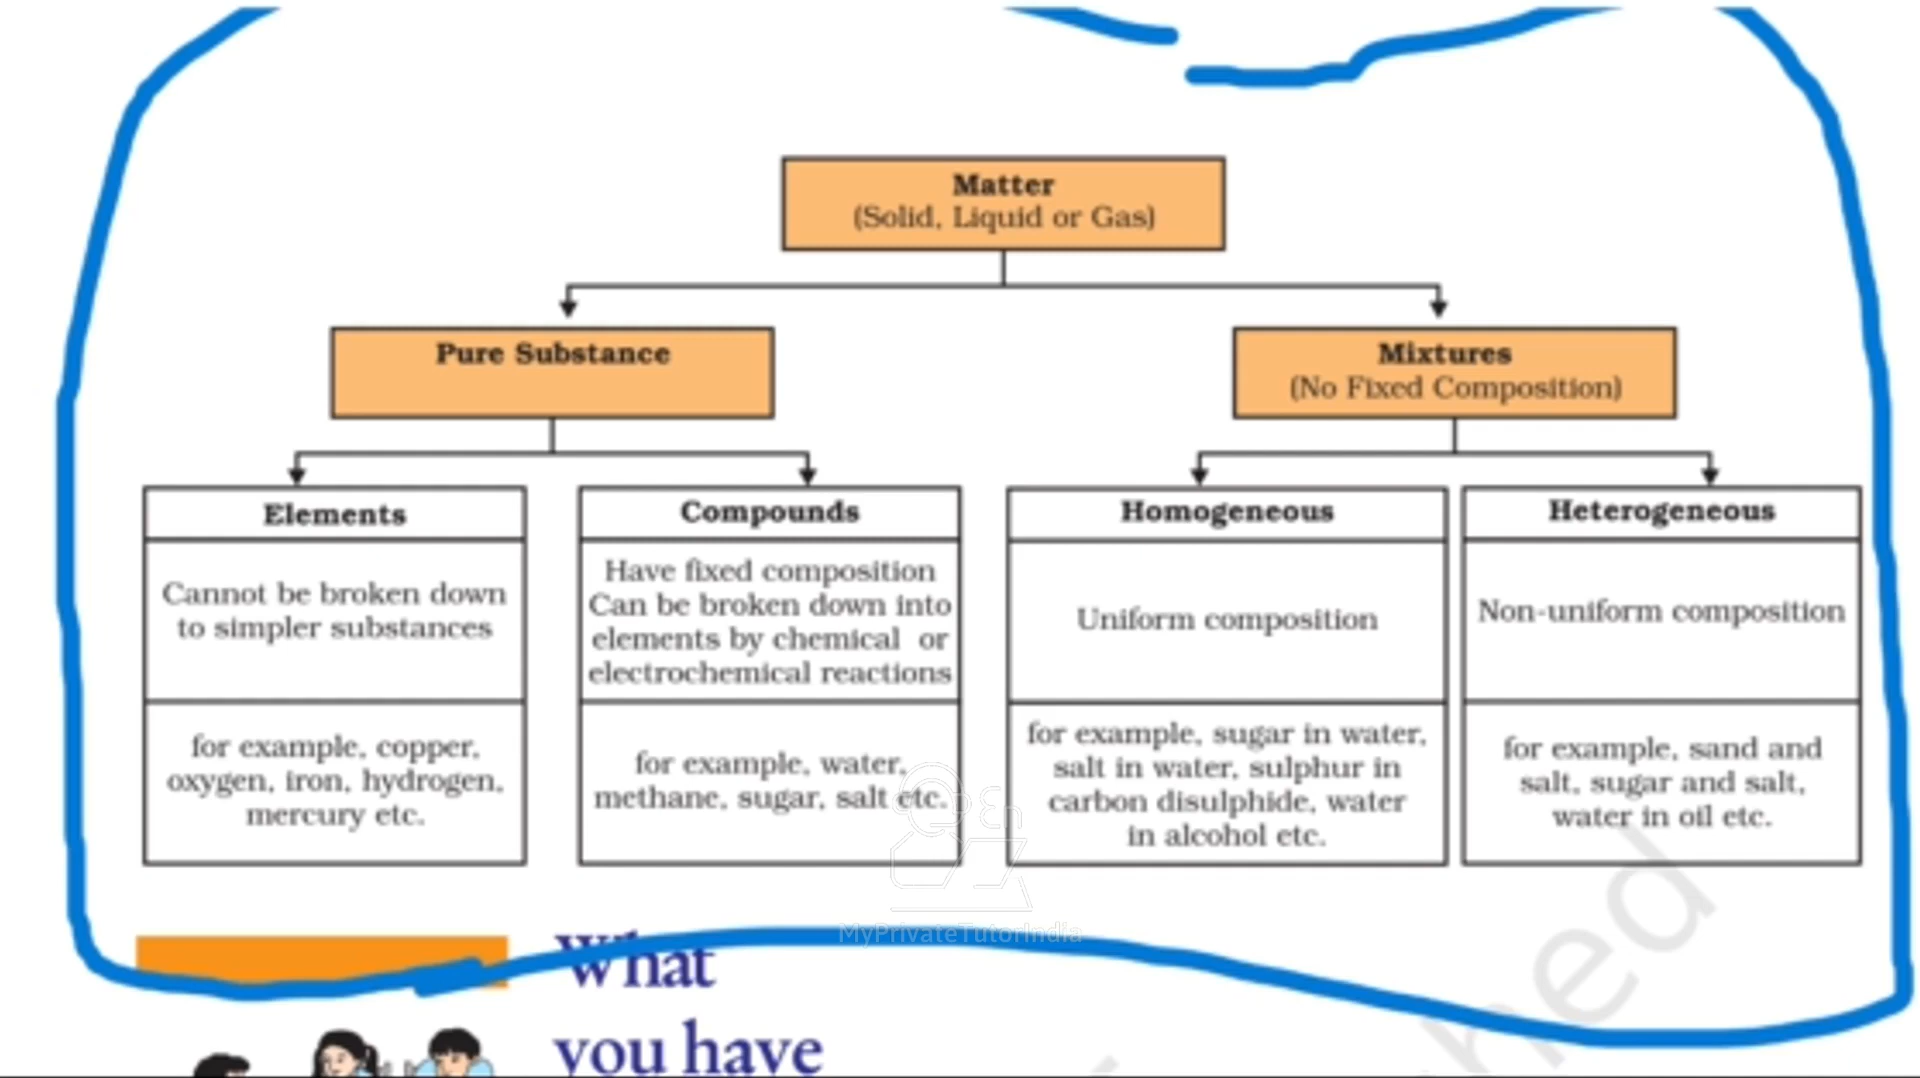 Matter
(Solid, Liquid or Gas)
Pure Substance
Mixtures
(No Fixed Composition)
Elements
Cannot be broken down
to simpler substances
for example, copper,
oxygen, iron, hydrogen,
mercury etc.
Compounds
Have fixed composition
Can be broken down into
elements by chemical or
electrochemical reactions
for example, water,
methane, sugar, salt etc.
Homogeneous
Uniform composition
for example, sugar in water,
salt in water, sulphur in
carbon disulphide, water
in alcohol etc.
Heterogeneous
Non-uniform composition
for example, sand and
salt, sugar and salt,
water in oil etc.
MyPrivateTutorIndia
What
you have